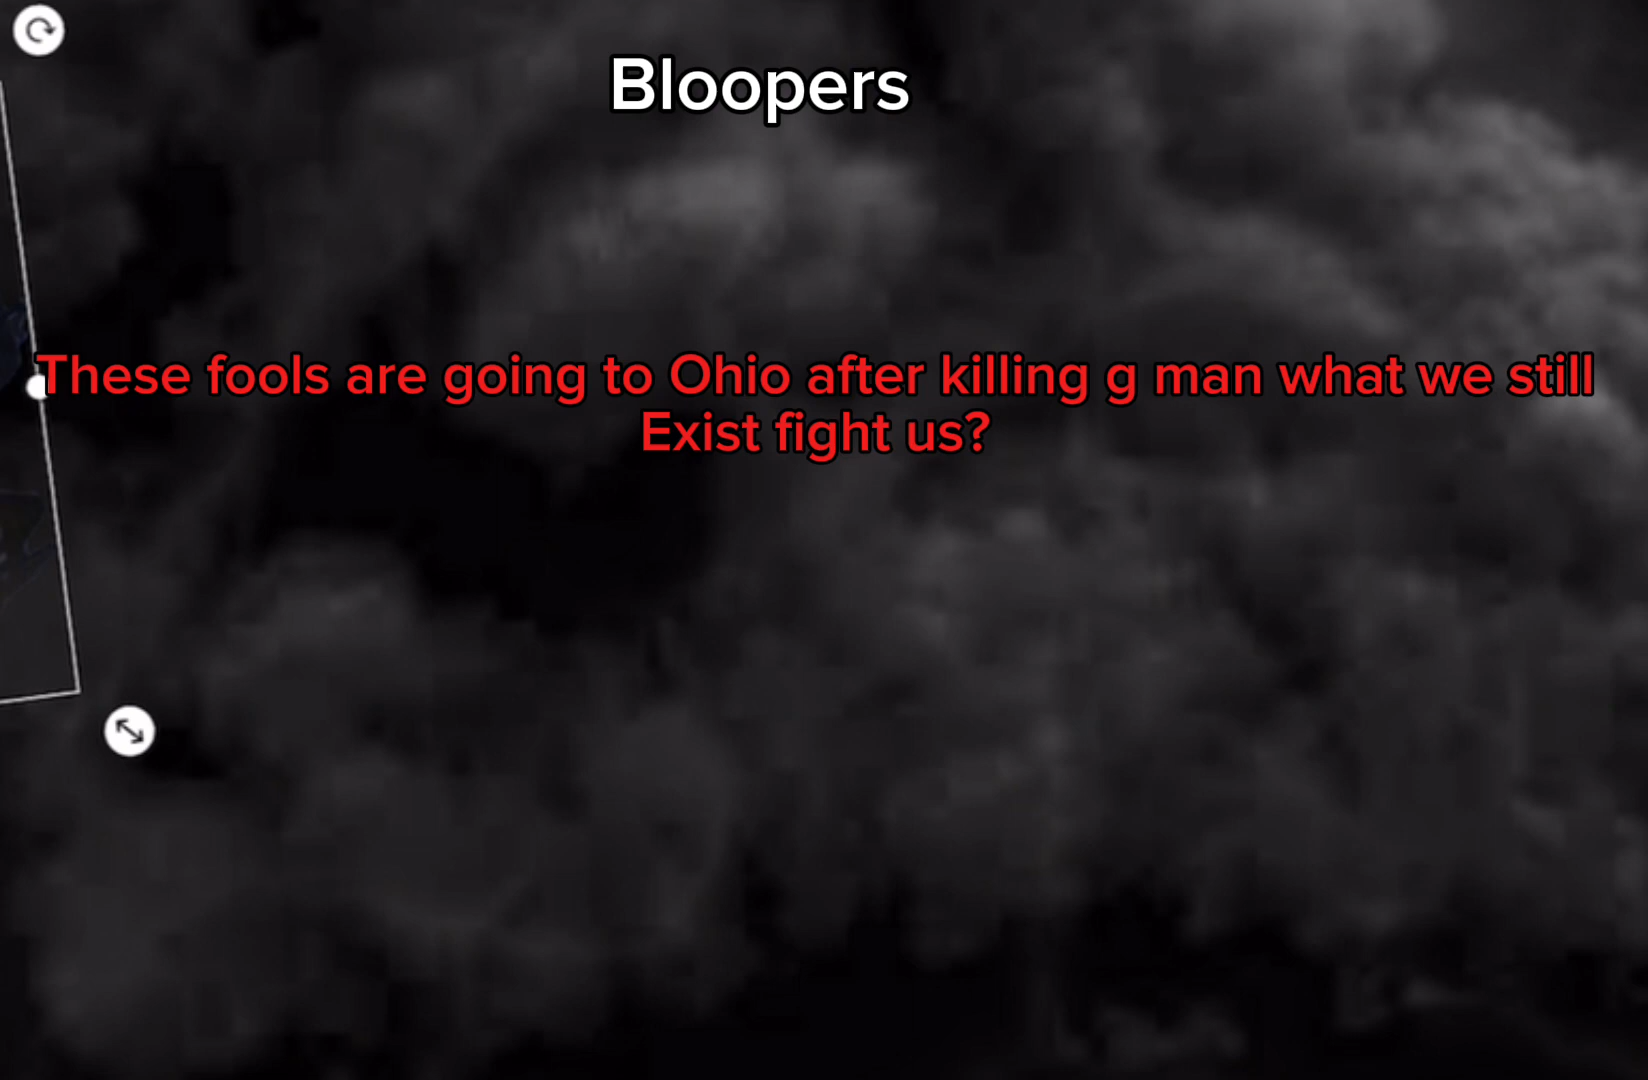 Bloopers
These fools are going to Ohio after killing g man what we still
Exist fight us?